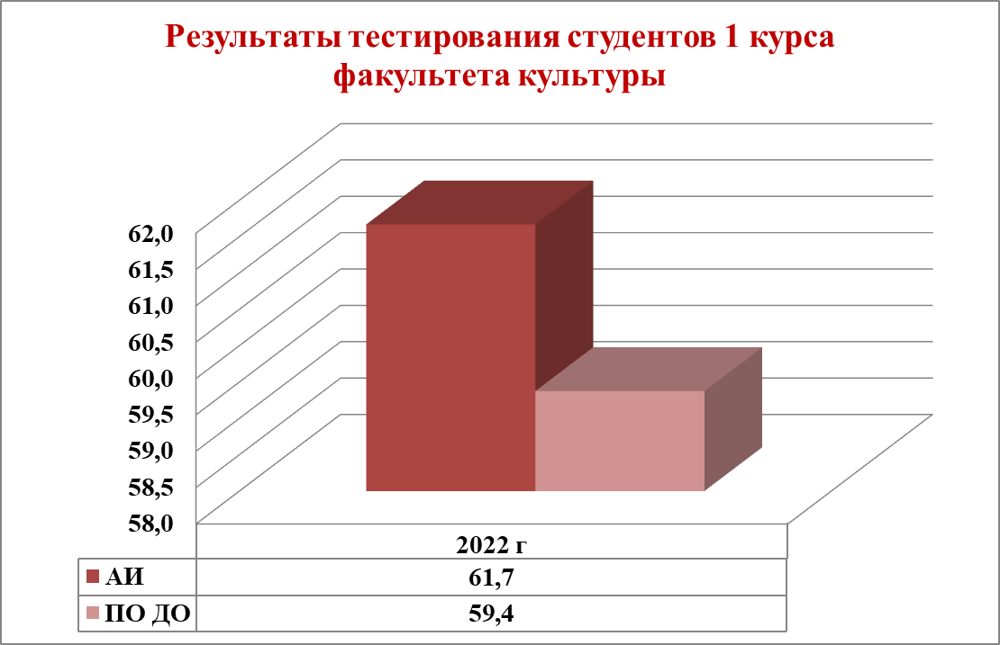 Результаты тестирования студентов 1 курса
факультета культуры
62,0
61,5
61,0
60,5
60,0
59,5
59,0
58,5
58,0
2022 г
АИ 61,7
ПО ДО 59,4